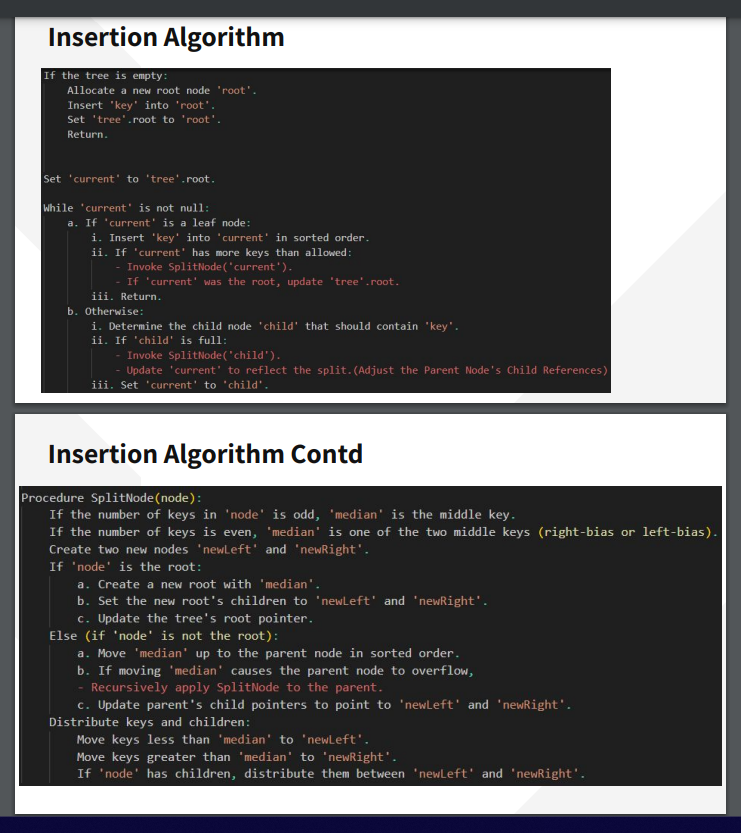 Insertion Algorithm
If the tree is empty:
Allocate a new root node 'root'.
Insert 'key' into 'root'.
Set 'tree'.root to 'root'.
Return.
Set 'current' to 'tree'.root.
While 'current' is not null:
a. If 'current' is a leaf node:
i. Insert 'key' into 'current' in sorted order.
ii. If 'current' has more keys than allowed:
- Invoke SplitNode('current').
- If 'current' was the root, update 'tree'.root.
iii. Return.
b. Otherwise:
i. Determine the child node 'child' that should contain 'key'.
ii. If 'child' is full:
- Invoke SplitNode('child').
- Update 'current' to reflect the split.(Adjust the Parent Node's Child References)
iii. Set 'current' to 'child'.
Insertion Algorithm Contd
Procedure SplitNode(node):
If the number of keys in 'node' is odd, 'median' is the middle key.
If the number of keys is even, 'median' is one of the two middle keys (right-bias or left-bias).
Create two new nodes 'newLeft' and 'newRight'.
If 'node' is the root:
a. Create a new root with 'median'.
b. Set the new root's children to 'newLeft' and 'newRight'.
c. Update the tree's root pointer.
Else (if 'node' is not the root):
a. Move 'median' up to the parent node in sorted order.
b. If moving 'median' causes the parent node to overflow,
- Recursively apply SplitNode to the parent.
c. Update parent's child pointers to point to 'newLeft' and 'newRight'.
Distribute keys and children:
Move keys less than 'median' to 'newLeft'.
Move keys greater than 'median' to 'newRight'.
If 'node' has children, distribute them between 'newLeft' and 'newRight'.